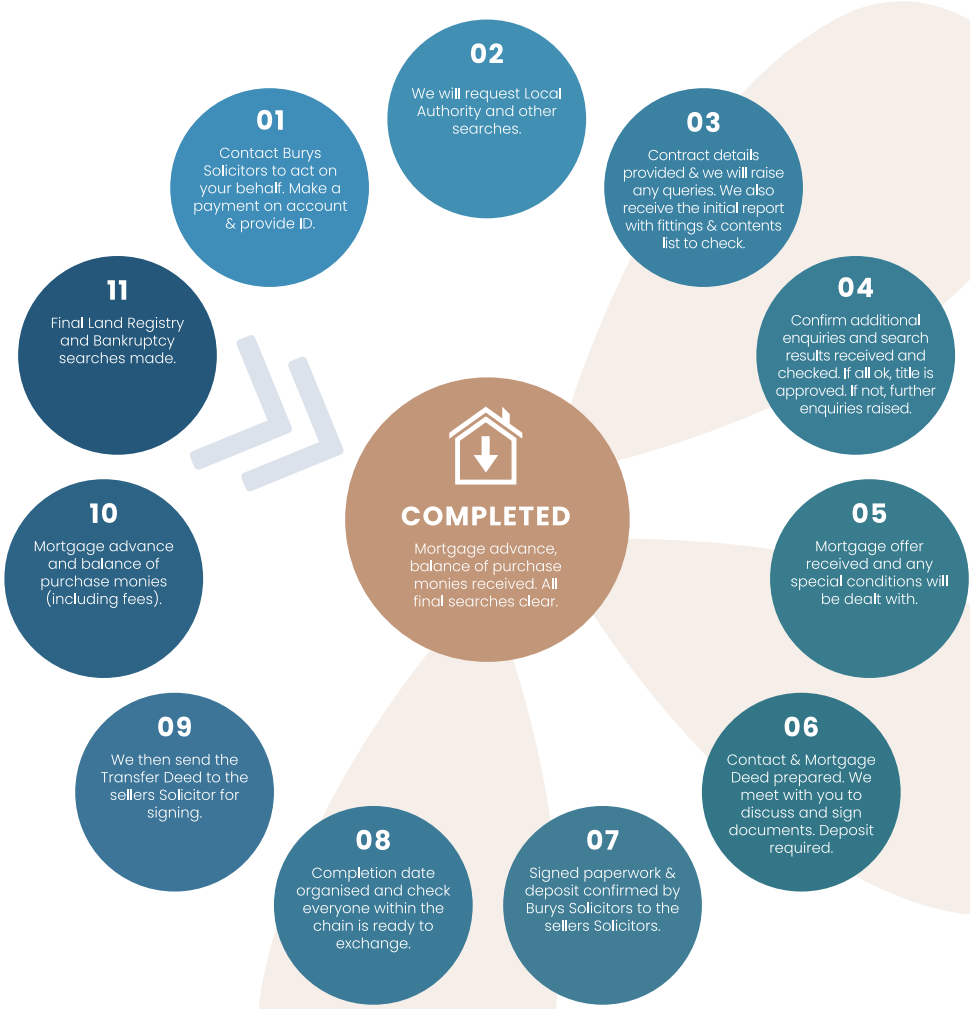 01
Contact Burys
Solicitors to act on
your behalf. Make a
payment on account
& provide ID.
02
We will request Local
Authority and other
searches.
03
Contract details
provided & we will raise
any queries. We also
receive the initial report
with fittings & contents
list to check.
04
Confirm additional
enquiries and search
results received and
checked. If all ok, title is
approved. If not, further
enquiries raised.
05
Mortgage offer
received and any
special conditions will
be dealt with.
06
Contact & Mortgage
Deed prepared. We
meet with you to
discuss and sign
documents. Deposit
required.
07
Signed paperwork &
deposit confirmed by
Burys Solicitors to the
sellers Solicitors.
08
Completion date
organised and check
everyone within the
chain is ready to
exchange.
09
We then send the
Transfer Deed to the
sellers Solicitor for
signing.
10
Mortgage advance
and balance of
purchase monies
(including fees).
11
Final Land Registry
and Bankruptcy
searches made.
COMPLETED
Mortgage advance,
balance of purchase
monies received. All
final searches clear.